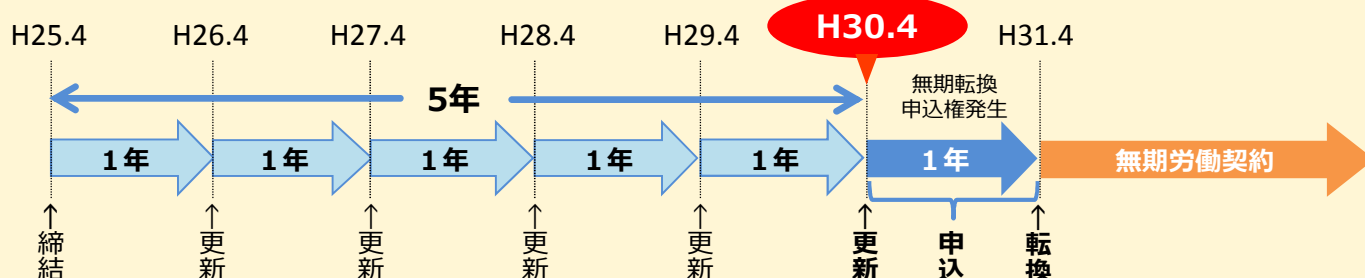 H25.4
H26.4
H27.4
H28.4
H29.4
H30.4
H31.4
5年
無期転換
申込権発生
1年
1年
1年
1年
1年
1年
無期労働契約
↑締結
↑更新
↑更新
↑更新
↑更新
↑更新
申込
↑転換